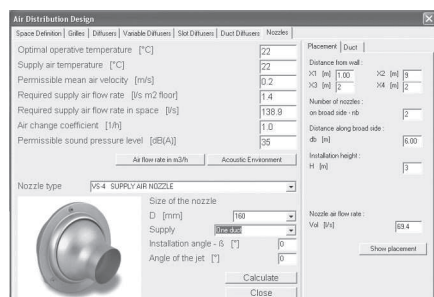 Air Distribution Design
Space Definition | Grilles | Diffusers | Variable Diffusers | Slot Diffusers | Duct Diffusers | Nozzles
Optimal operative temperature [°C] 22
Supply air temperature [°C] 22
Permissible mean air velocity [m/s] 0.2
Required supply air flow rate [l/s m2 floor] 1.4
Required supply air flow rate in space [l/s] 138.9
Air change coefficient [1/h] 1.0
Permissible sound pressure level [dB(A)] 35
Air flow rate in m3/h
Acoustic Environment
Nozzle type VS-4 SUPPLY AIR NOZZLE
Size of the nozzle
D [mm] 160
Supply One duct
Installation angle - ß [°] 0
Angle of the jet [°] 0
Calculate
Close
Placement | Duct
Distance from wall :
X1 [m] 1.00 X2 [m] 9
X3 [m] 2 X4 [m] 2
Number of nozzles :
on broad side - nb 2
Distance along broad side :
db [m] 6.00
Installation height :
H [m] 3
Nozzle air flow rate :
Vol [l/s] 69.4
Show placement